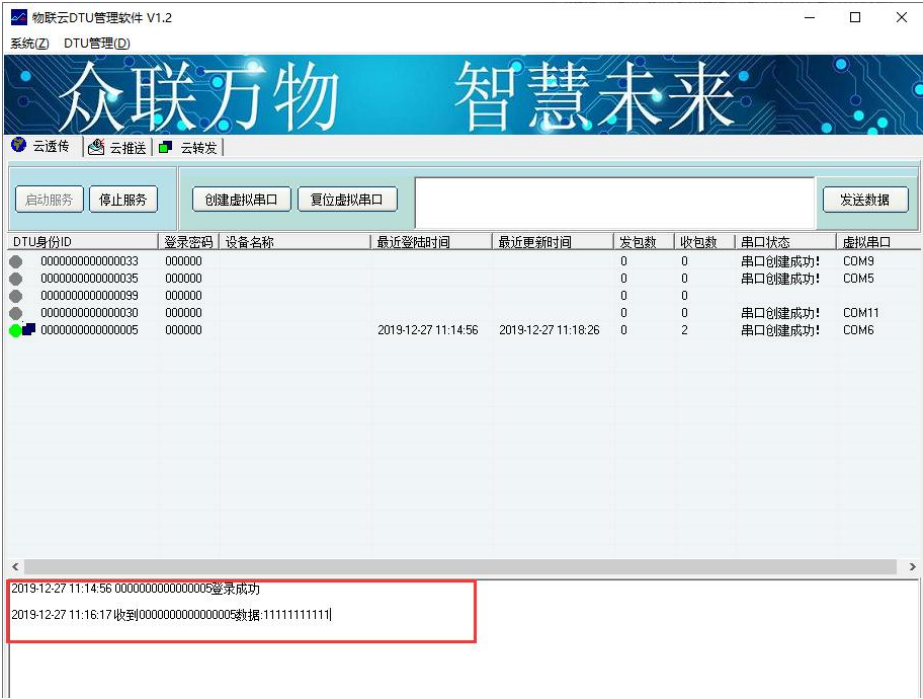 物联云DTU管理软件 V1.2
系统(Z) DTU管理(D)
众联万物 智慧未来
云透传 云推送 云转发
启动服务 停止服务 创建虚拟串口 复位虚拟串口 发送数据
DTU身份ID 登录密码 设备名称 最近登陆时间 最近更新时间 发包数 收包数 串口状态 虚拟串口
0000000000000033 000000 0 0 串口创建成功! COM9
0000000000000035 000000 0 0 串口创建成功! COM5
0000000000000099 000000 0 0
0000000000000030 000000 0 0 串口创建成功! COM11
0000000000000005 000000 2019-12-27 11:14:56 2019-12-27 11:18:26 0 2 串口创建成功! COM6
2019-12-27 11:14:56 0000000000000005登录成功
2019-12-27 11:16:17 收到0000000000000005数据:11111111111